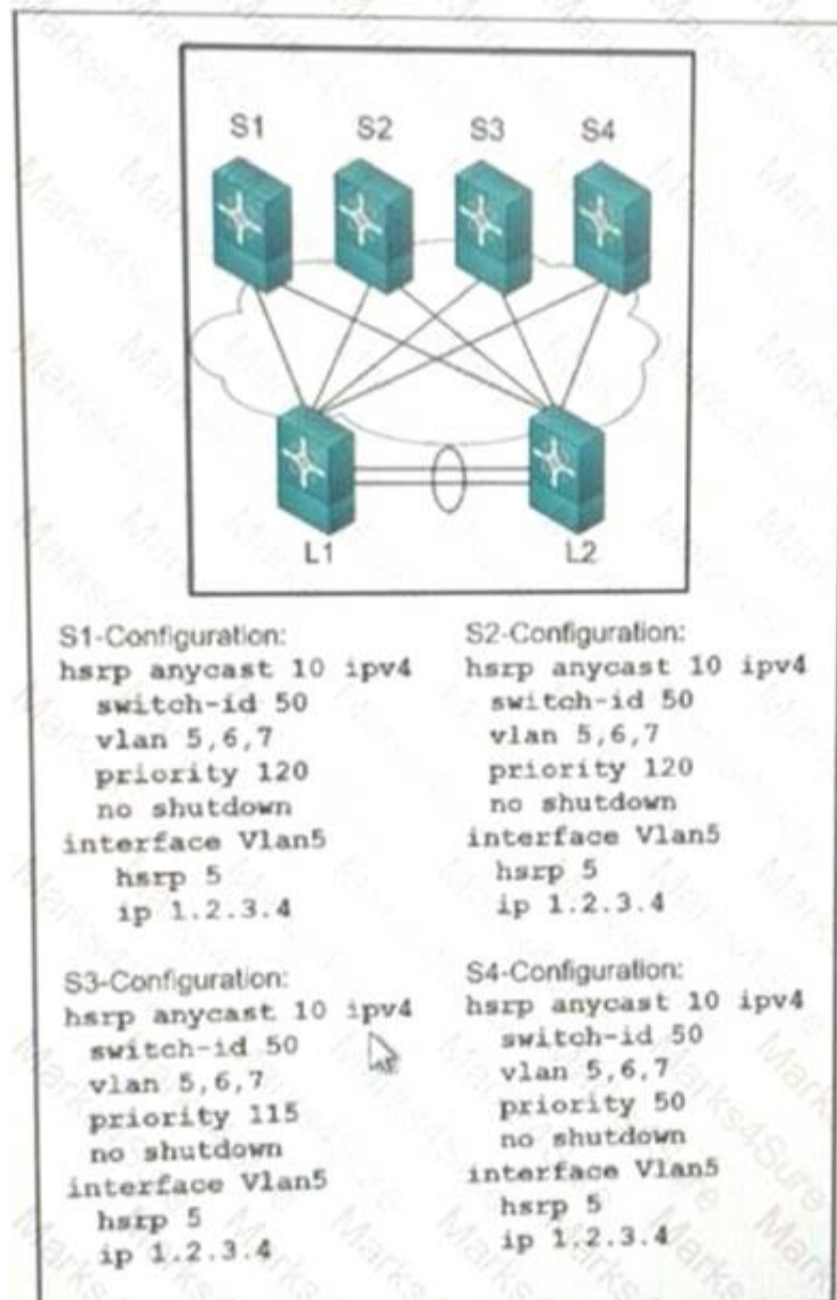 S1 S2 S3 S4
L1 L2
S1-Configuration:
hsrp anycast 10 ipv4
switch-id 50
vlan 5,6,7
priority 120
no shutdown
interface Vlan5
hsrp 5
ip 1.2.3.4
S2-Configuration:
hsrp anycast 10 ipv4
switch-id 50
vlan 5,6,7
priority 120
no shutdown
interface Vlan5
hsrp 5
ip 1.2.3.4
S3-Configuration:
hsrp anycast 10 ipv4
switch-id 50
vlan 5,6,7
priority 115
no shutdown
interface Vlan5
hsrp 5
ip 1.2.3.4
S4-Configuration:
hsrp anycast 10 ipv4
switch-id 50
vlan 5,6,7
priority 50
no shutdown
interface Vlan5
hsrp 5
ip 1.2.3.4
Marks4Sure